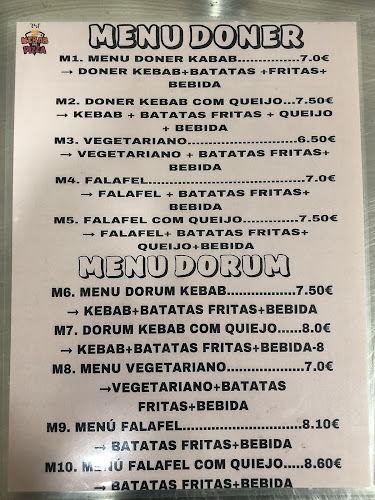 KEBAB
PIZZA
MENU DONER
M1. MENU DONER KABAB...............7.0€
→ DONER KEBAB+BATATAS +FRITAS+
BEBIDA
M2. DONER KEBAB COM QUEIJO...7.50€
→ KEBAB + BATATAS FRITAS + QUEIJO
+ BEBIDA
M3. VEGETARIANO...........................6.50€
→ VEGETARIANO + BATATAS FRITAS+
BEBIDA
M4. FALAFEL......................................7.0€
→ FALAFEL + BATATAS FRITAS+
BEBIDA
M5. FALAFEL COM QUEIJO..............7.50€
→ FALAFEL+ BATATAS FRITAS+
QUEIJO+BEBIDA
MENU DORUM
M6. MENU DORUM KEBAB.................7.50€
→ KEBAB+BATATAS FRITAS+BEBIDA
M7. DORUM KEBAB COM QUIEJO......8.0€
→ KEBAB+BATATAS FRITAS+BEBIDA-8
M8. MENU VEGETARIANO..................7.0€
→VEGETARIANO+BATATAS
FRITAS+BEBIDA
M9. MENÚ FALAFEL..........................8.10€
→ BATATAS FRITAS+BEBIDA
M10. MENÚ FALAFEL COM QUIEJO.....8.60€
→ BATATAS FRITAS+BEBIDA